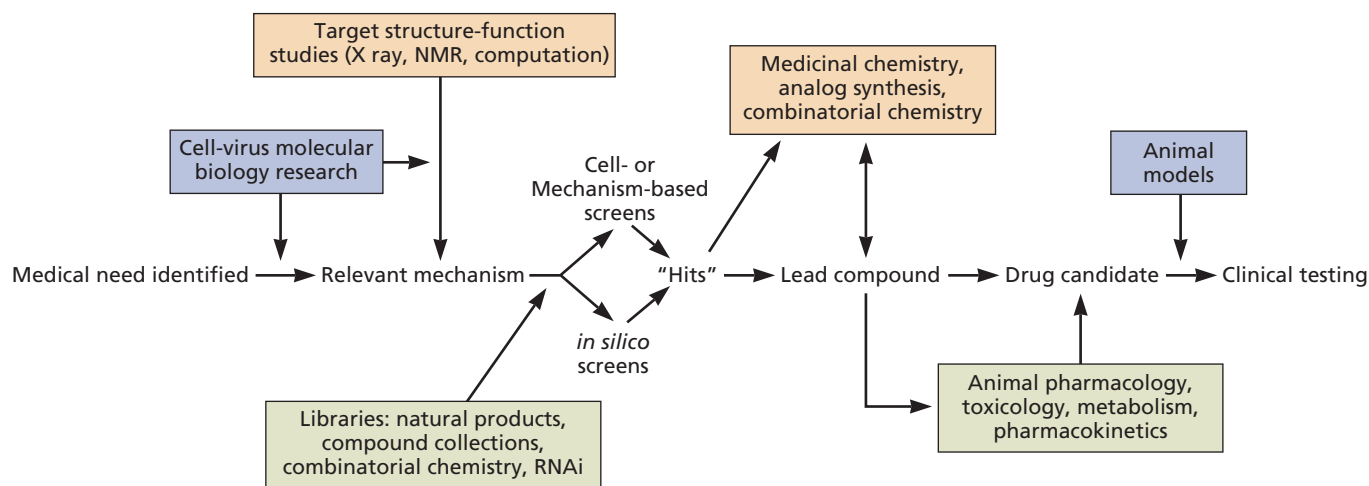 Target structure-function
studies (X ray, NMR, computation)
Medicinal chemistry,
analog synthesis,
combinatorial chemistry
Cell-virus molecular
biology research
Cell- or
Mechanism-based
screens
Animal
models
Medical need identified
Relevant mechanism
“Hits”
Lead compound
Drug candidate
Clinical testing
in silico
screens
Libraries: natural products,
compound collections,
combinatorial chemistry, RNAi
Animal pharmacology,
toxicology, metabolism,
pharmacokinetics